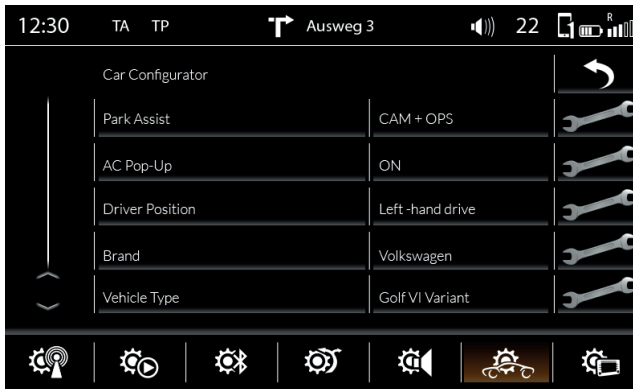 12:30 TA TP Ausweg 3 22 1 R
Car Configurator
Park Assist CAM + OPS
AC Pop-Up ON
Driver Position Left -hand drive
Brand Volkswagen
Vehicle Type Golf VI Variant